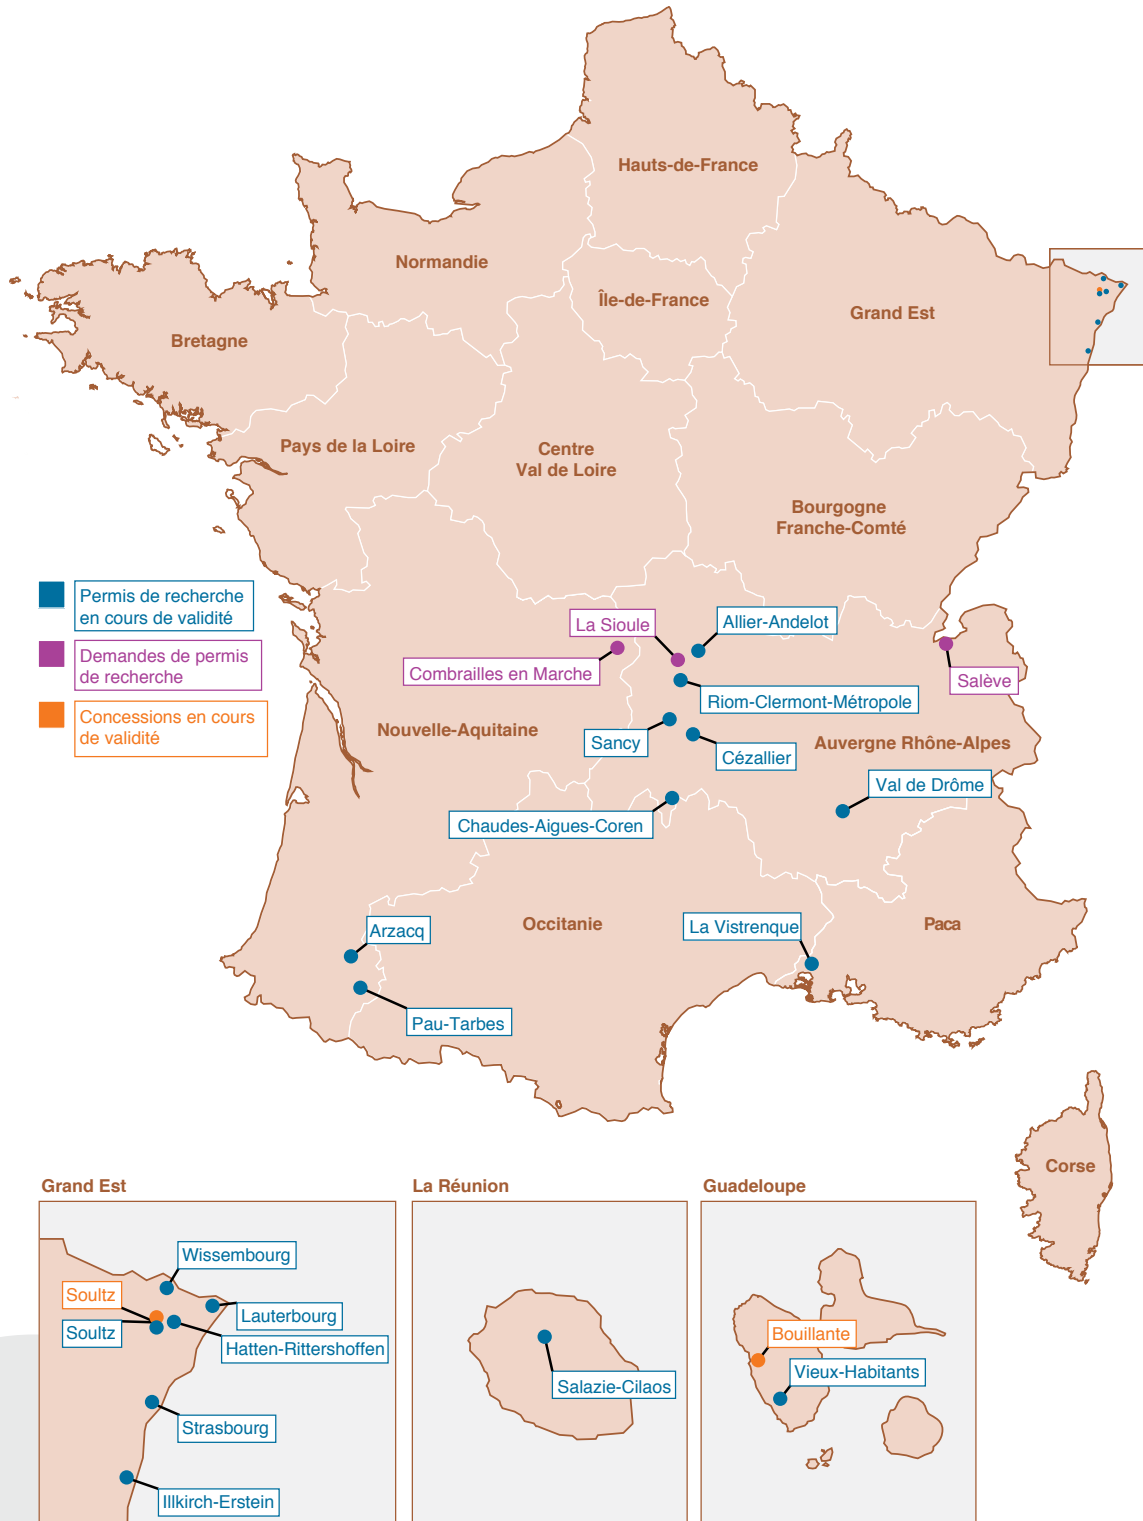 Hauts-de-France
Normandie
Île-de-France
Grand Est
Bretagne
Pays de la Loire
Centre
Val de Loire
Bourgogne
Franche-Comté
Permis de recherche
en cours de validité
Demandes de permis
de recherche
Concessions en cours
de validité
La Sioule
Allier-Andelot
Combrailles en Marche
Salève
Riom-Clermont-Métropole
Nouvelle-Aquitaine
Sancy
Cézallier
Auvergne Rhône-Alpes
Val de Drôme
Chaudes-Aigues-Coren
Arzacq
Occitanie
La Vistrenque
Paca
Pau-Tarbes
Corse
Grand Est
Wissembourg
Soultz
Soultz
Lauterbourg
Hatten-Rittershoffen
Strasbourg
Illkirch-Erstein
La Réunion
Salazie-Cilaos
Guadeloupe
Bouillante
Vieux-Habitants